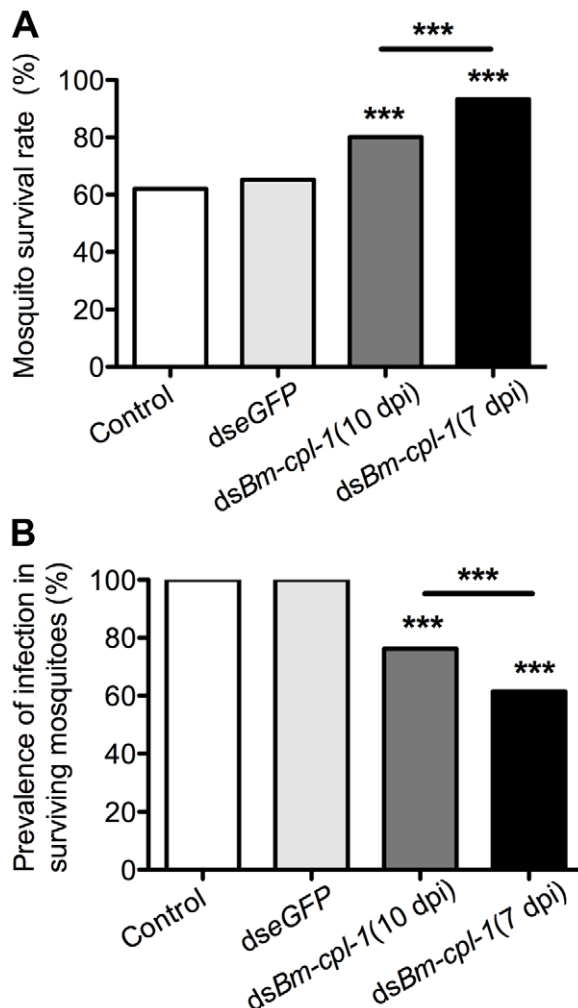 A
Mosquito survival rate (%)
100
80
60
40
20
0
***
***
***
Control
dseGFP
dsBm-cpl-1(10 dpi)
dsBm-cpl-1(7 dpi)
B
Prevalence of infection in
surviving mosquitoes (%)
100
80
60
40
20
0
***
***
***
Control
dseGFP
dsBm-cpl-1(10 dpi)
dsBm-cpl-1(7 dpi)